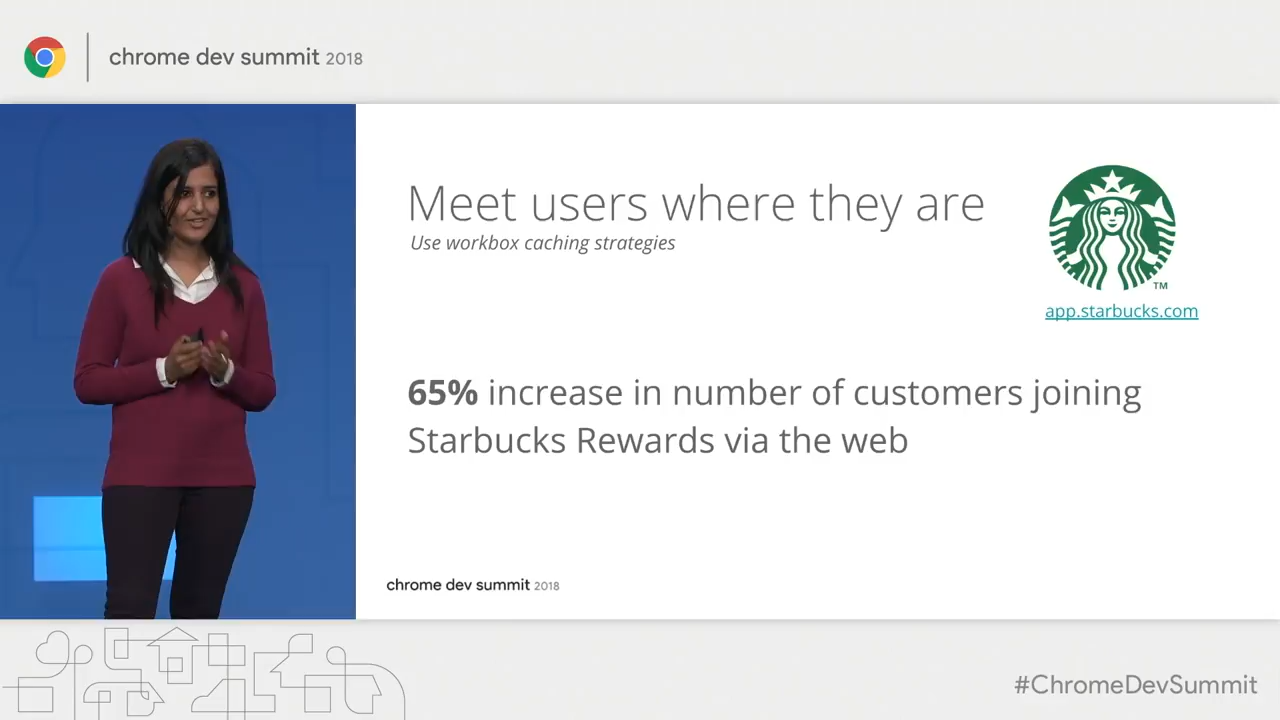 chrome dev summit 2018
Meet users where they are
Use workbox caching strategies
TM
app.starbucks.com
65% increase in number of customers joining
Starbucks Rewards via the web
chrome dev summit 2018
#ChromeDevSummit